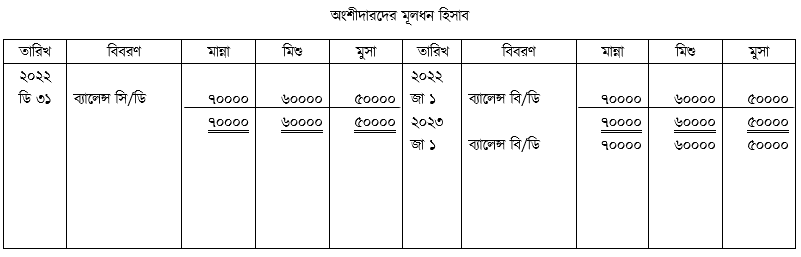 অংশীদারদের মূলধন হিসাব
তারিখ বিবরণ মান্না মিশু মুসা তারিখ বিবরণ মান্না মিশু মুসা
২০২২ ২০২২
ডি ৩১ ব্যালেন্স সি/ডি ৭০০০০ ৬০০০০ ৫০০০০ জা ১ ব্যালেন্স বি/ডি ৭০০০০ ৬০০০০ ৫০০০০
৭০০০০ ৬০০০০ ৫০০০০ ২০২৩ ৭০০০০ ৬০০০০ ৫০০০০
জা ১ ব্যালেন্স বি/ডি ৭০০০০ ৬০০০০ ৫০০০০